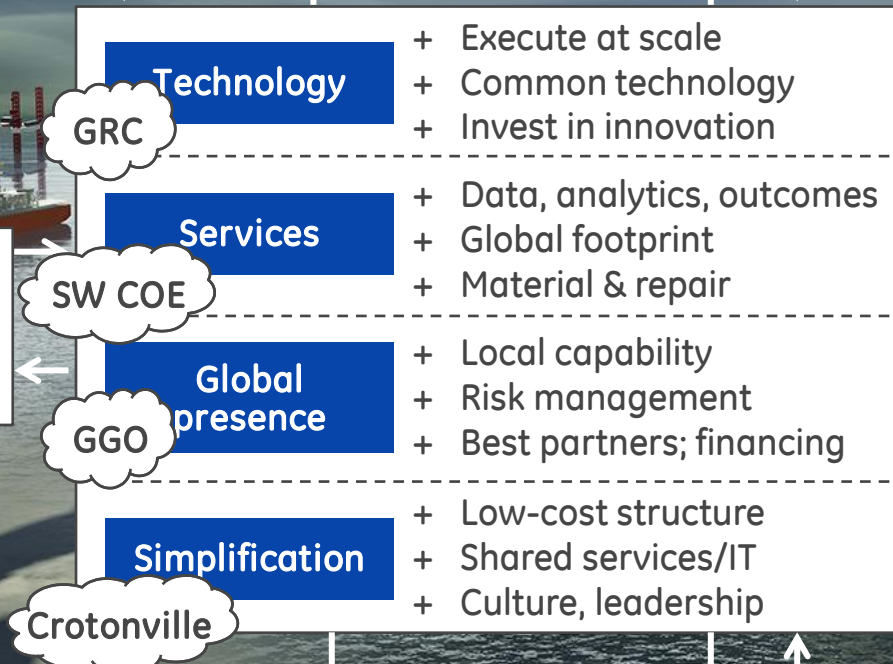 Technology
GRC
+ Execute at scale
+ Common technology
+ Invest in innovation
Services
SW COE
+ Data, analytics, outcomes
+ Global footprint
+ Material & repair
Global
presence
GGO
+ Local capability
+ Risk management
+ Best partners; financing
Simplification
Crotonville
+ Low-cost structure
+ Shared services/IT
+ Culture, leadership